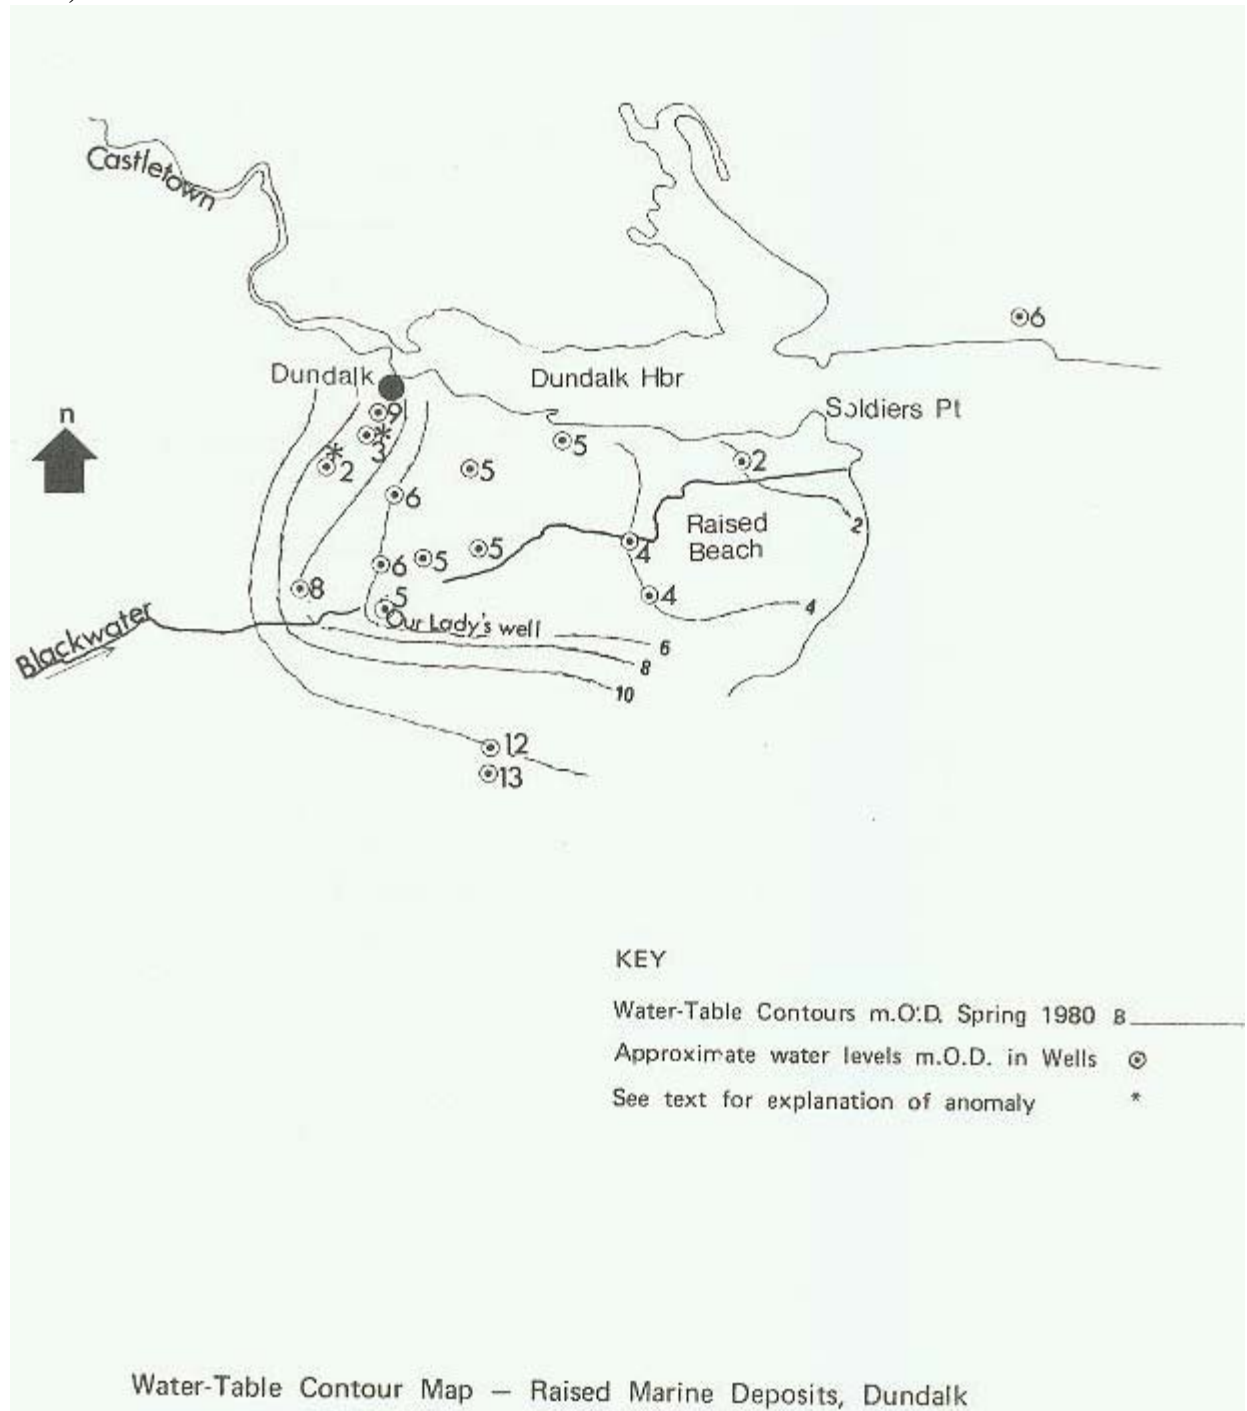 Castletown
6
Dundalk
Dundalk Hbr
Soldiers Pt
n
9
*
3
*
2
5
5
2
6
Raised
Beach
2
4
6
5
5
8
4
4
5
Our Lady's well
Blackwater
6
8
10
12
13
KEY
Water-Table Contours m.O.D. Spring 1980 8
Approximate water levels m.O.D. in Wells
See text for explanation of anomaly *
Water-Table Contour Map — Raised Marine Deposits, Dundalk